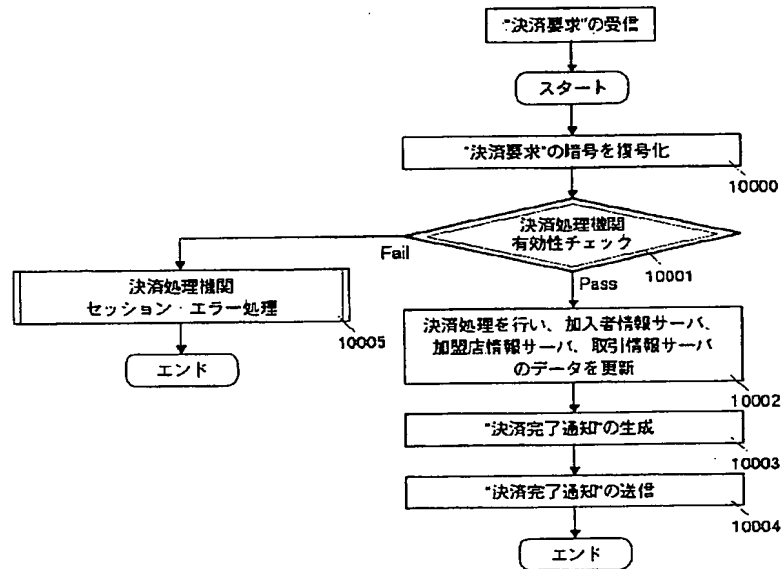 "決済要求"の受信
スタート
"決済要求"の暗号を復号化
10000
決済処理機関
有効性チェック
10001
Fail
Pass
決済処理機関
セッション・エラー処理
10005
エンド
決済処理を行い、加入者情報サーバ、
加盟店情報サーバ、取引情報サーバ
のデータを更新
10002
"決済完了通知"の生成
10003
"決済完了通知"の送信
10004
エンド